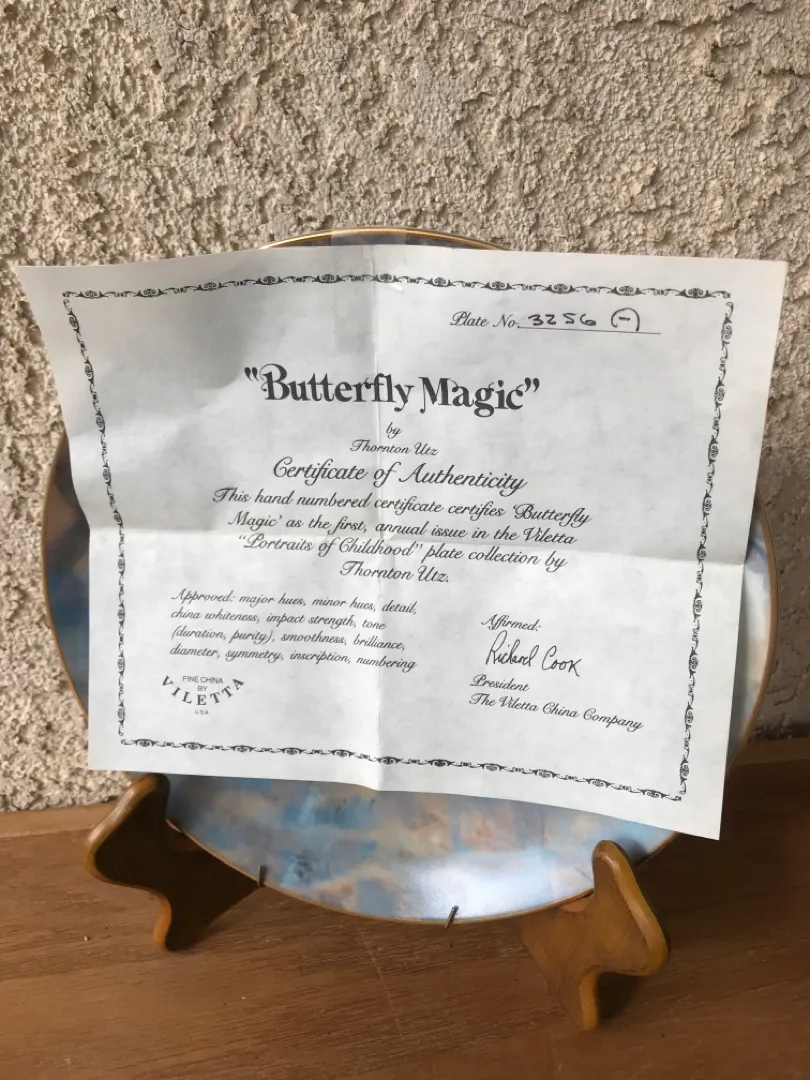 Plate No. 3256 (-)
"Butterfly Magic"
by
Thornton Utz
Certificate of Authenticity
This hand numbered certificate certifies 'Butterfly
Magic' as the first, annual issue in the Viletta
"Portraits of Childhood" plate collection by
Thornton Utz.
Approved: major hues, minor hues, detail,
china whiteness, impact strength, tone
(duration, purity), smoothness, brilliance,
diameter, symmetry, inscription, numbering
FINE CHINA
BY
VILETTA
U.S.A.
Affirmed:
Richard Cook
President
The Viletta China Company